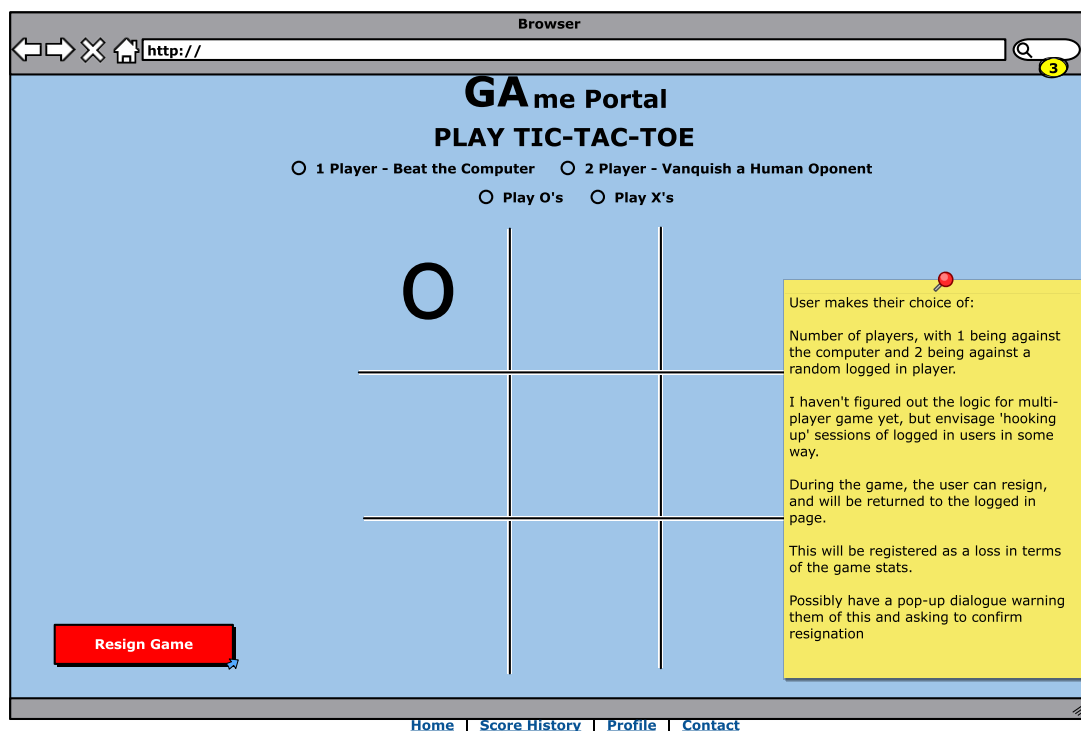 Browser
http://
3
GAme Portal
PLAY TIC-TAC-TOE
1 Player - Beat the Computer 2 Player - Vanquish a Human Oponent
Play O's Play X's
O
User makes their choice of:
Number of players, with 1 being against
the computer and 2 being against a
random logged in player.
I haven't figured out the logic for multi-
player game yet, but envisage 'hooking
up' sessions of logged in users in some
way.
During the game, the user can resign,
and will be returned to the logged in
page.
This will be registered as a loss in terms
of the game stats.
Possibly have a pop-up dialogue warning
them of this and asking to confirm
resignation
Resign Game
Home | Score History | Profile | Contact